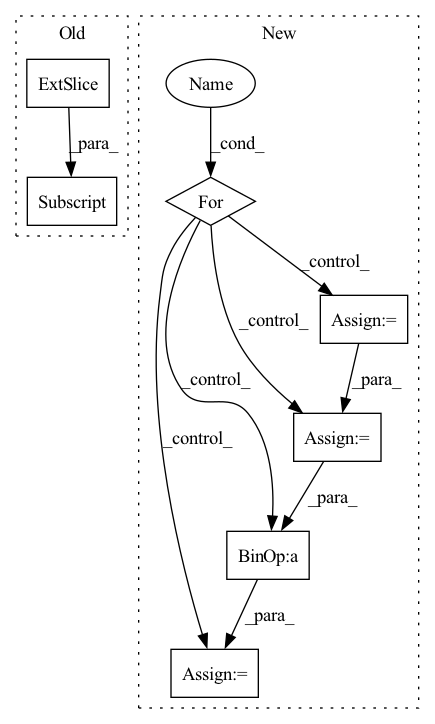 Old
New
ExtSlice
Name
_para_
_cond_
Subscript
For
_control_
Assign:=
_control_
_control_
_para_
_control_
Assign:=
_para_
BinOp:a
_para_
Assign:=